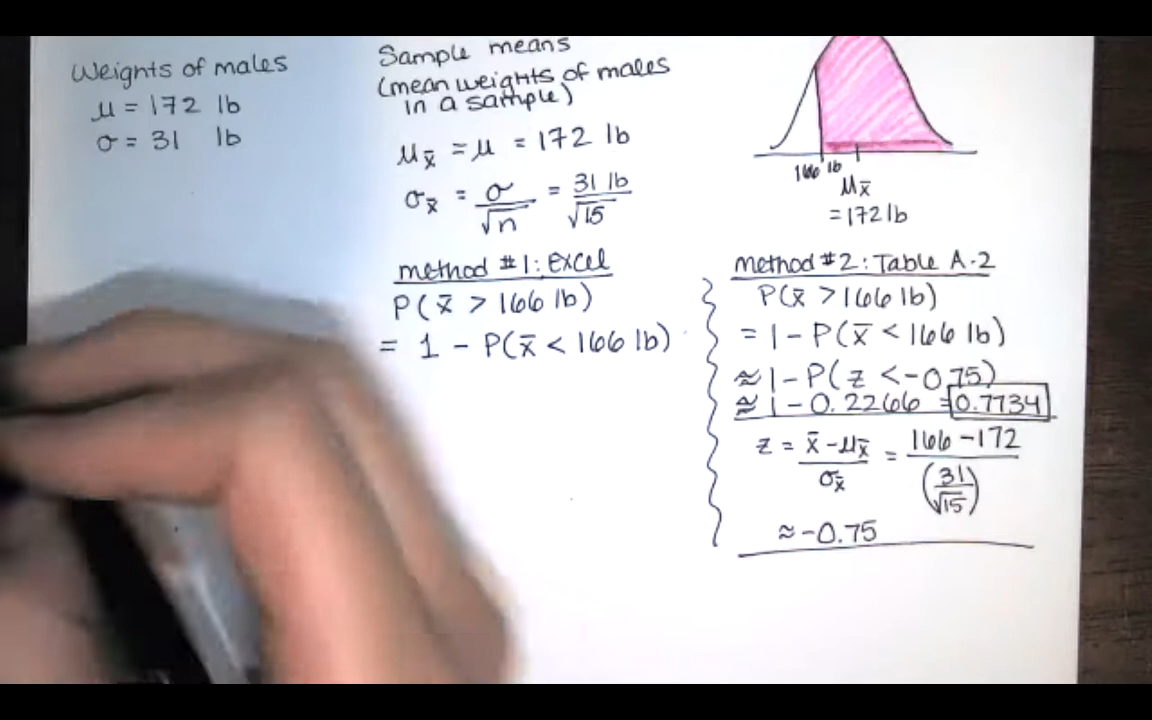 Weights of males
μ = 172 lb
σ = 31 lb
Sample means
(mean weights of males
in a sample)
μx̄ = μ = 172 lb
σx̄ = σ/√n = 31 lb/√15
166 lb
μx̄
= 172 lb
method #1: Excel
P(x̄ > 166 lb)
= 1 - P(x̄ < 166 lb)
method #2: Table A-2
P(x̄ > 166 lb)
= 1 - P(x̄ < 166 lb)
≈ 1 - P(z < -0.75)
≈ 1 - 0.2266 = 0.7734
z = x̄ - μx̄/σx̄ = 166 - 172/(31/√15)
≈ -0.75